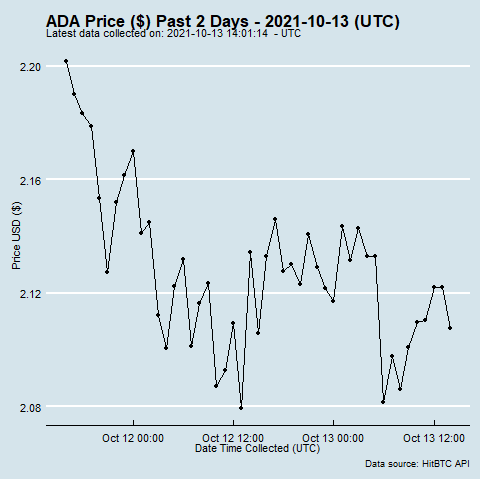 ADA Price ($) Past 2 Days - 2021-10-13 (UTC)
Latest data collected on: 2021-10-13 14:01:14  - UTC
2.20
2.16
2.12
2.08
Price USD ($)
Oct 12 00:00 Oct 12 12:00 Oct 13 00:00 Oct 13 12:00
Date Time Collected (UTC)
Data source: HitBTC API